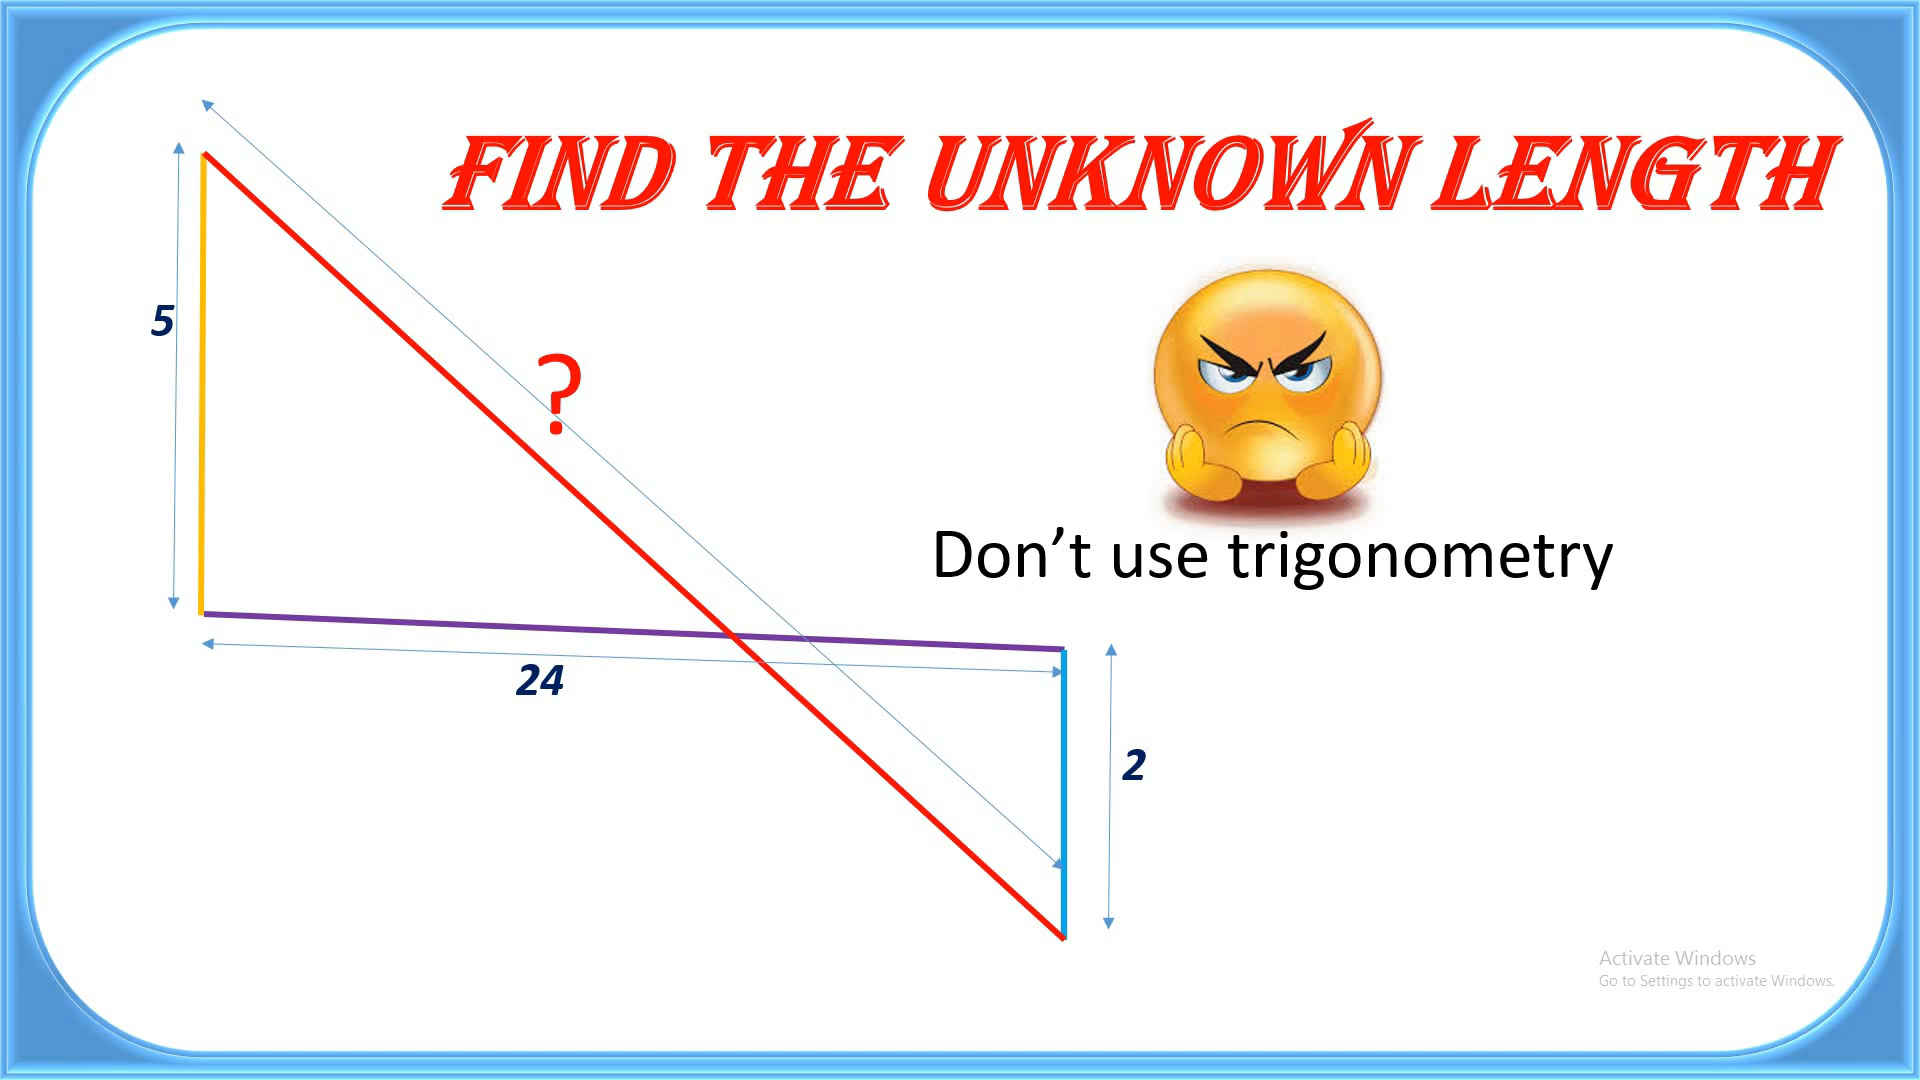 FIND THE UNKNOWN LENGTH
5
?
Don’t use trigonometry
24
2
Activate Windows
Go to Settings to activate Windows.